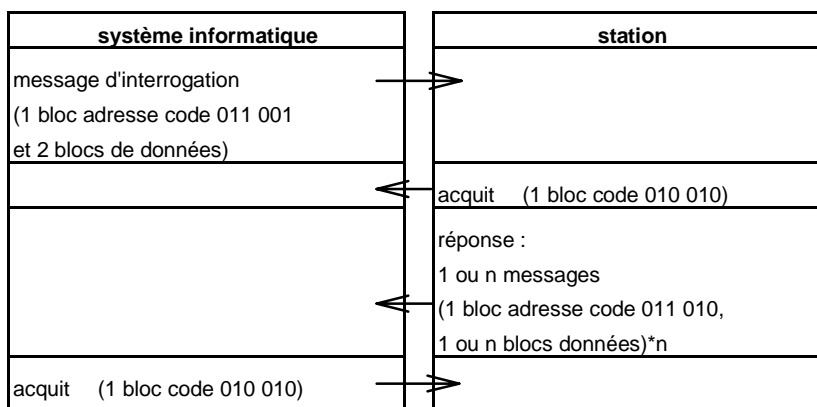 système informatique
station
message d'interrogation
(1 bloc adresse code 011 001
et 2 blocs de données)
acquit (1 bloc code 010 010)
réponse :
1 ou n messages
(1 bloc adresse code 011 010,
1 ou n blocs données)*n
acquit (1 bloc code 010 010)